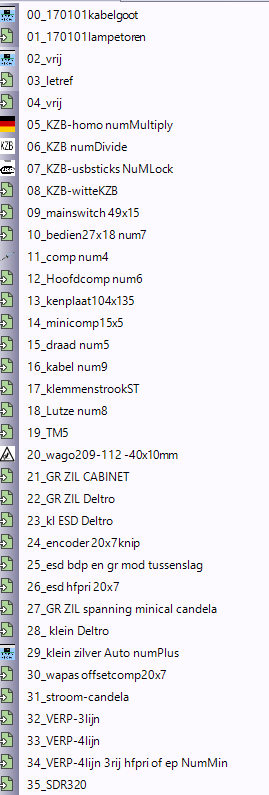 00_170101kabelgoot
01_170101lampetoren
02_vrij
03_letref
04_vrij
05_KZB-homo numMultiply
KZB
06_KZB numDivide
07_KZB-usbsticks NuMLock
08_KZB-witteKZB
09_mainswitch 49x15
10_bedien27x18 num7
11_comp num4
12_Hoofdcomp num6
13_kenplaat104x135
14_minicomp15x5
15_draad num5
16_kabel num9
17_klemmenstrookST
18_Lutze num8
19_TM5
20_wago209-112 -40x10mm
21_GR ZIL CABINET
22_GR ZIL Deltro
23_kl ESD Deltro
24_encoder 20x7knip
25_esd bdp en gr mod tussenslag
26_esd hfpri 20x7
27_GR ZIL spanning minical candela
28_ klein Deltro
29_klein zilver Auto numPlus
30_wapas offsetcomp20x7
31_stroom-candela
32_VERP-3lijn
33_VERP-4lijn
34_VERP-4lijn 3rij hfpri of ep NumMin
35_SDR320